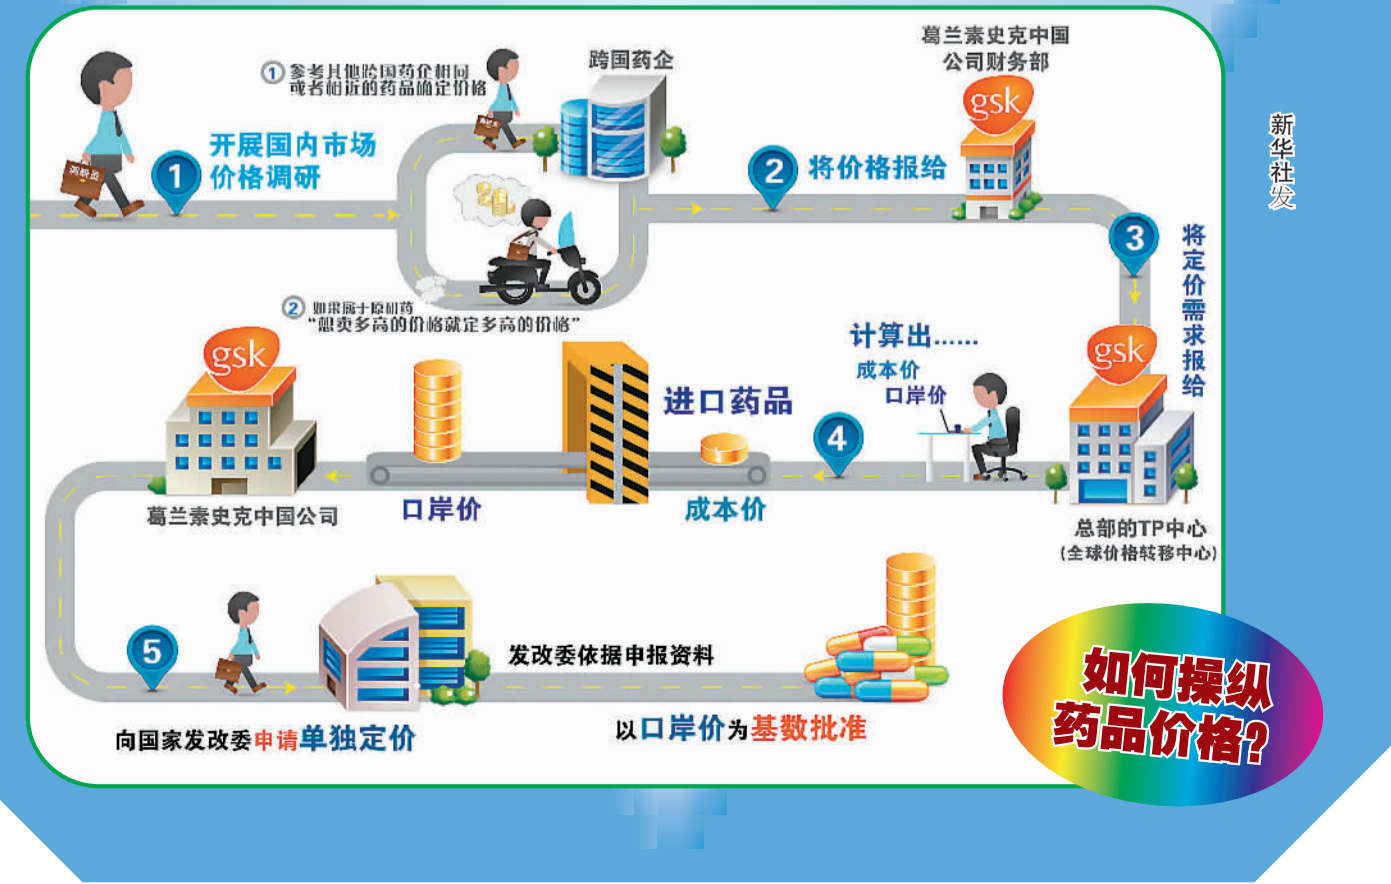 ① 参考其他跨国药企相同
或者相近的药品确定价格
跨国药企
葛兰素史克中国
公司财务部
gsk
新华社发
1
开展国内市场
价格调研
2
将价格报给
3
将定价需求报给
② 如果属于原研药
“想卖多高的价格就定多高的价格”
gsk
葛兰素史克中国公司
口岸价
进口药品
成本价
4
计算出……
成本价
口岸价
gsk
总部的TP中心
(全球价格转移中心)
5
向国家发改委申请单独定价
发改委依据申报资料
以口岸价为基数批准
如何操纵
药品价格?